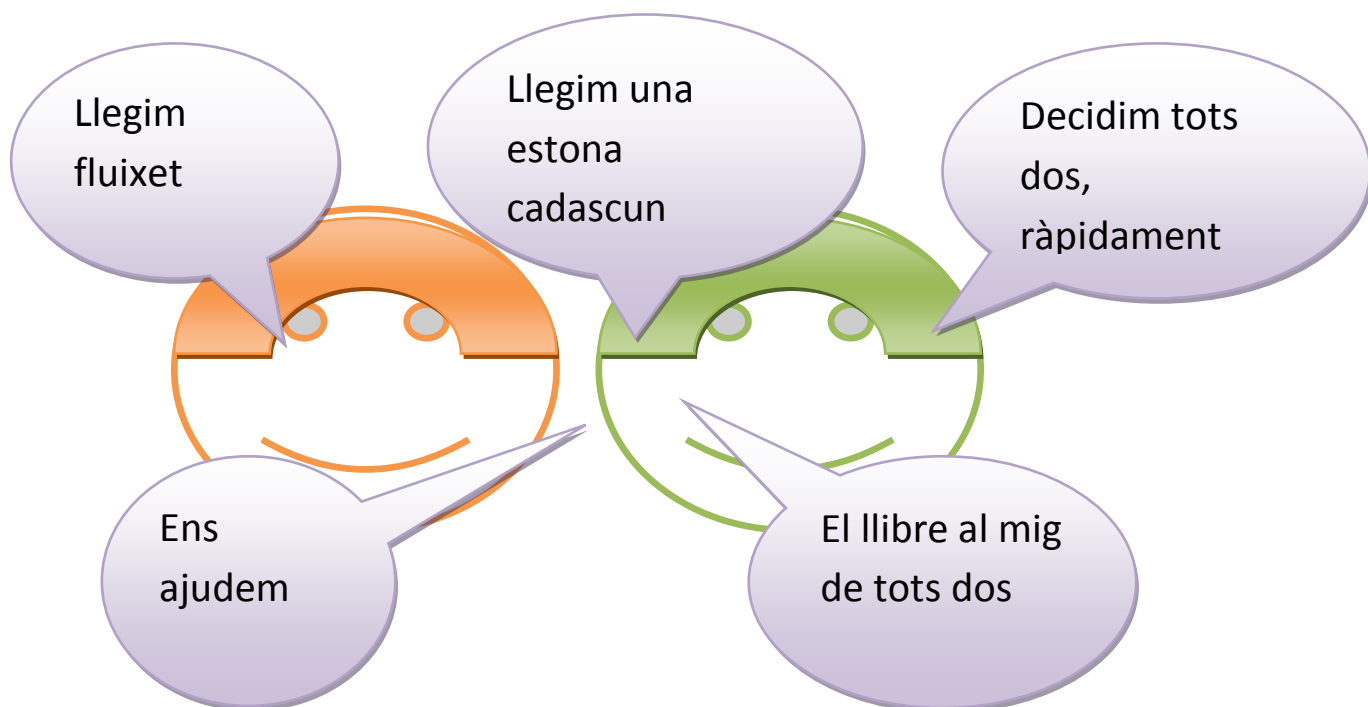 Llegim
fluixet
Llegim una
estona
cadascun
Decidim tots
dos,
ràpidament
Ens
ajudem
El llibre al mig
de tots dos